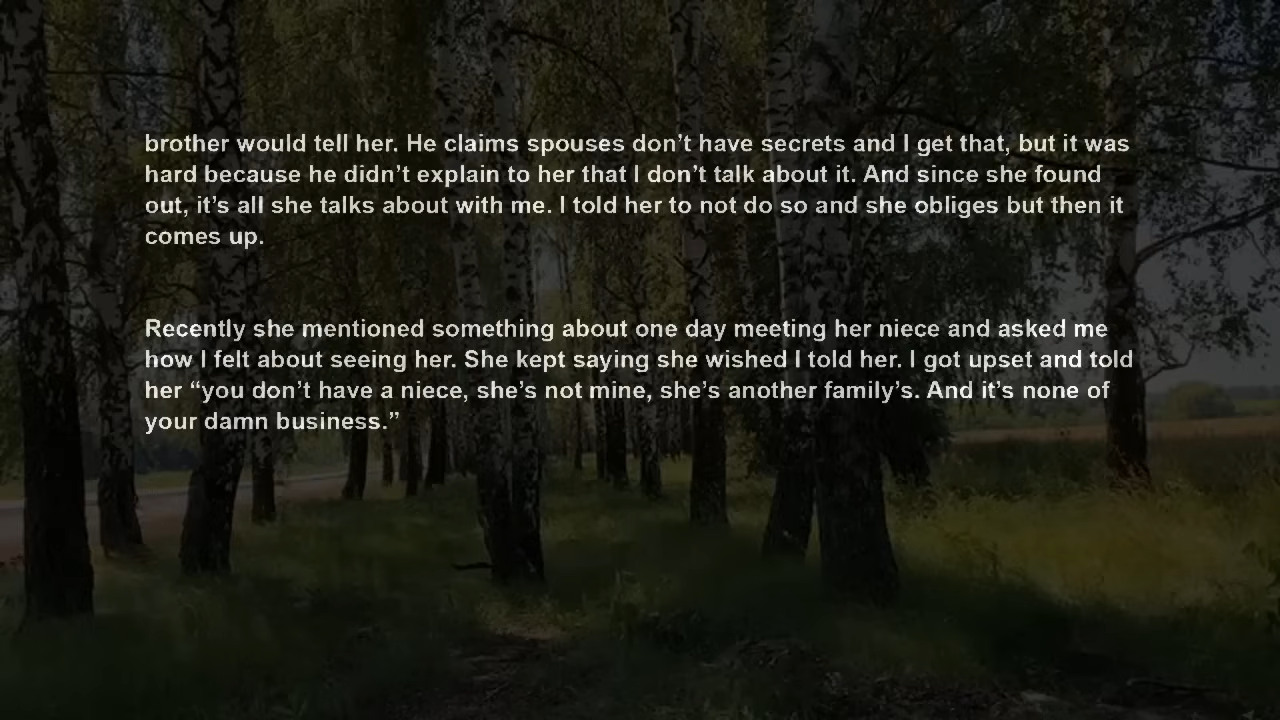 brother would tell her. He claims spouses don’t have secrets and I get that, but it was
hard because he didn’t explain to her that I don’t talk about it. And since she found
out, it’s all she talks about with me. I told her to not do so and she obliges but then it
comes up.
Recently she mentioned something about one day meeting her niece and asked me
how I felt about seeing her. She kept saying she wished I told her. I got upset and told
her “you don’t have a niece, she’s not mine, she’s another family’s. And it’s none of
your damn business.”